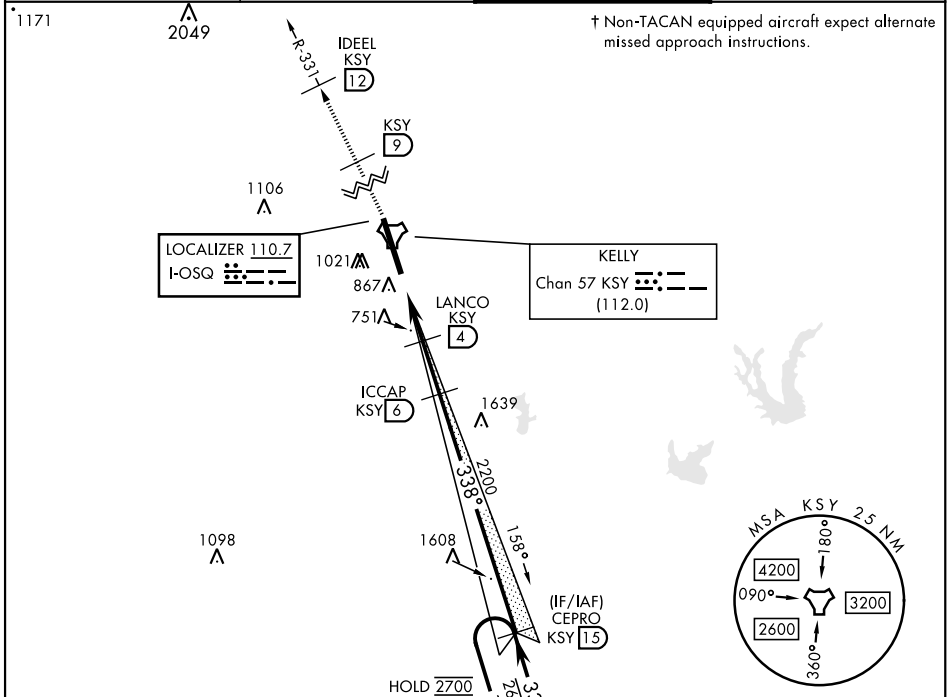 1171
2049
† Non-TACAN equipped aircraft expect alternate
missed approach instructions.
R-331
IDEEL
KSY
12
KSY
9
1106
LOCALIZER 110.7
I-OSQ
1021
867
751
KELLY
Chan 57 KSY
(112.0)
LANCO
KSY
4
ICCAP
KSY 6
1639
2200
338°
158°
1098
1608
(IF/IAF)
CEPRO
KSY 15
HOLD 2700
MSA KSY 25 NM
180°
4200
090°
3200
2600
360°